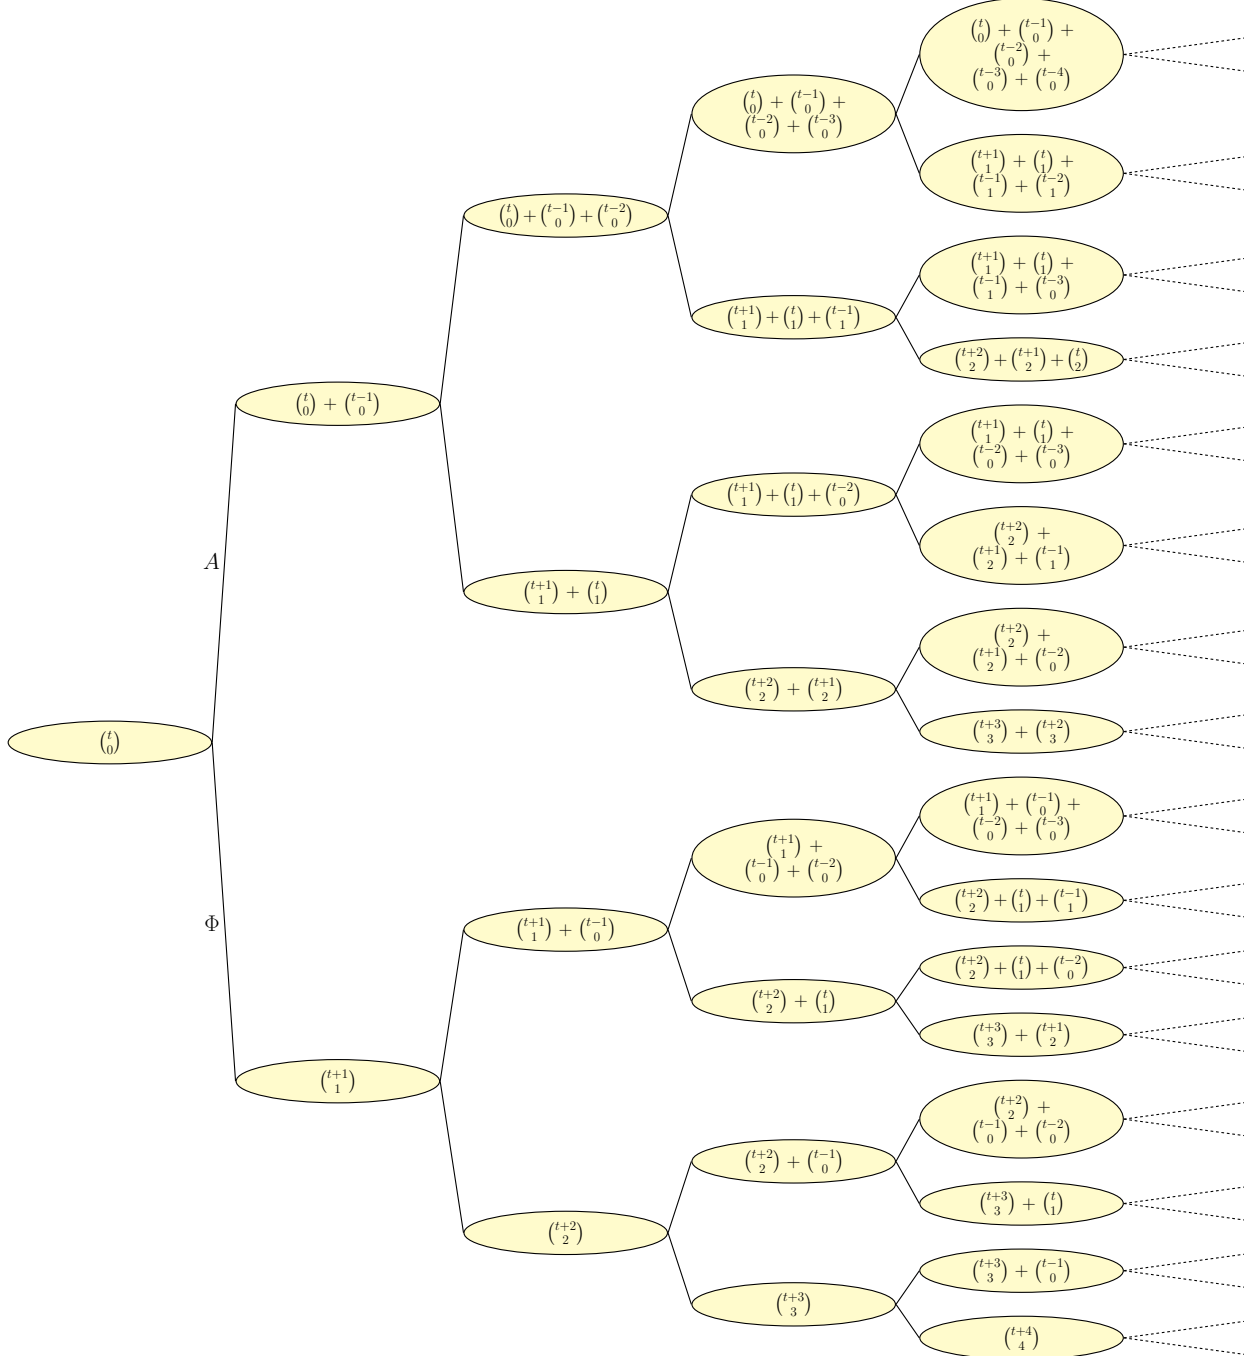 (t 0)
A
Φ
(t 0) + (t−1 0)
(t+1 1)
(t 0) + (t−1 0) + (t−2 0)
(t+1 1) + (t 1)
(t+1 1) + (t−1 0)
(t+2 2)
(t 0) + (t−1 0) +
(t−2 0) + (t−3 0)
(t+1 1) + (t 1) + (t−1 1)
(t+1 1) + (t 1) + (t−2 0)
(t+2 2) + (t+1 2)
(t+1 1) +
(t−1 0) + (t−2 0)
(t+2 2) + (t 1)
(t+2 2) + (t−1 0)
(t+3 3)
(t 0) + (t−1 0) +
(t−2 0) +
(t−3 0) + (t−4 0)
(t+1 1) + (t 1) +
(t−1 1) + (t−2 1)
(t+1 1) + (t 1) +
(t−1 1) + (t−3 0)
(t+2 2) + (t+1 2) + (t 2)
(t+1 1) + (t 1) +
(t−2 0) + (t−3 0)
(t+2 2) +
(t+1 2) + (t−1 1)
(t+2 2) +
(t+1 2) + (t−2 0)
(t+3 3) + (t+2 3)
(t+1 1) + (t−1 0) +
(t−2 0) + (t−3 0)
(t+2 2) + (t 1) + (t−1 1)
(t+2 2) + (t 1) + (t−2 0)
(t+3 3) + (t+1 2)
(t+2 2) +
(t−1 0) + (t−2 0)
(t+3 3) + (t 1)
(t+3 3) + (t−1 0)
(t+4 4)